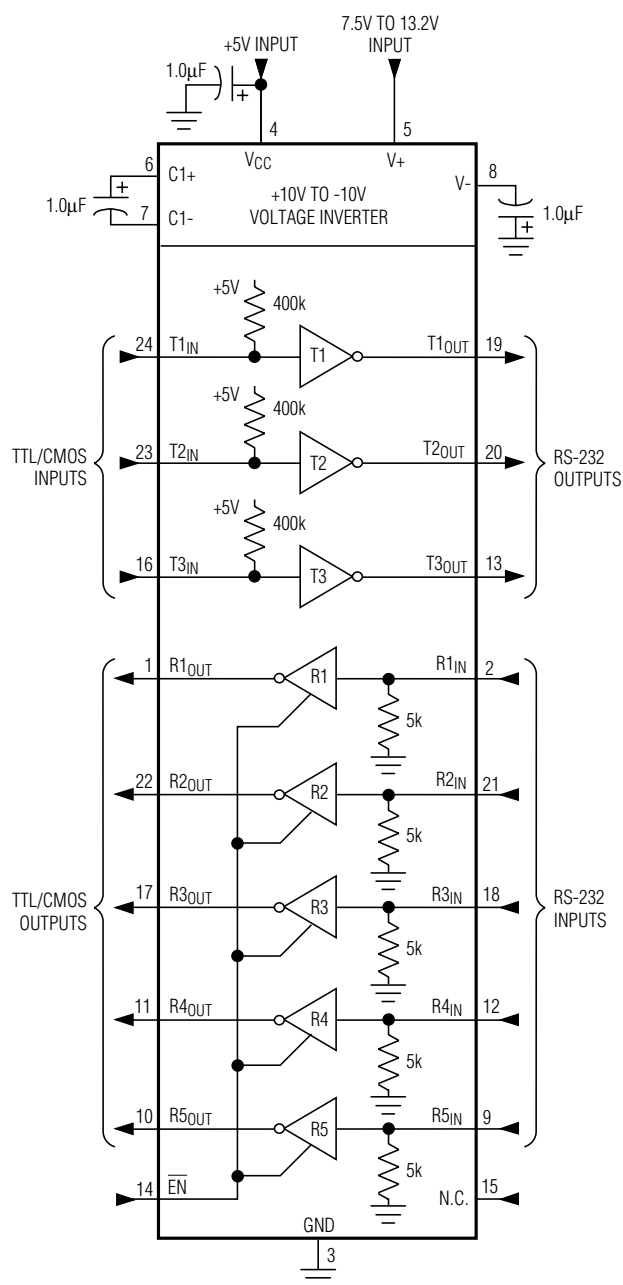 7.5V TO 13.2V
INPUT
+5V INPUT
1.0µF
+
4
5
VCC
V+
6
C1+
+
1.0µF
7
C1-
+10V TO -10V
VOLTAGE INVERTER
V-
8
1.0µF
+
+5V
400k
24
T1IN
T1
T1OUT
19
+5V
400k
TTL/CMOS
INPUTS
23
T2IN
T2
T2OUT
20
RS-232
OUTPUTS
+5V
400k
16
T3IN
T3
T3OUT
13
1
R1OUT
R1
R1IN
2
5k
22
R2OUT
R2
R2IN
21
5k
TTL/CMOS
OUTPUTS
17
R3OUT
R3
R3IN
18
RS-232
INPUTS
5k
11
R4OUT
R4
R4IN
12
5k
10
R5OUT
R5
R5IN
9
5k
14
EN
N.C.
15
GND
3